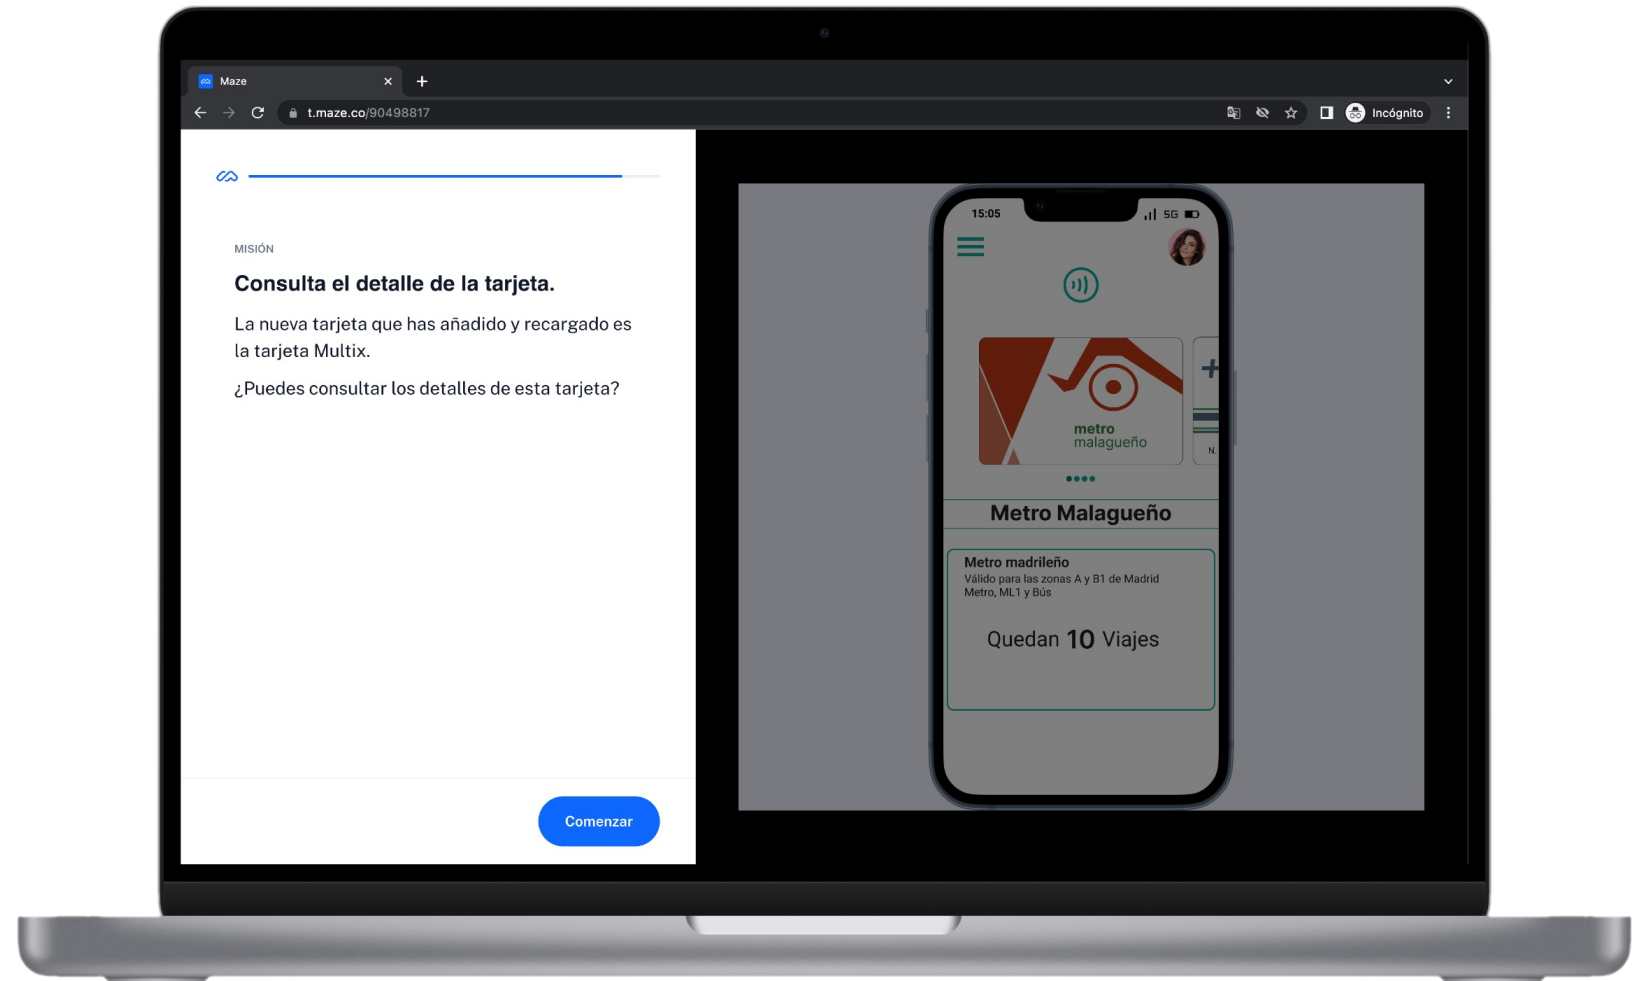 Maze
t.maze.co/90498817
Incógnito
MISIÓN
Consulta el detalle de la tarjeta.
La nueva tarjeta que has añadido y recargado es
la tarjeta Multix.
¿Puedes consultar los detalles de esta tarjeta?
Comenzar
15:05
5G
metro
malagueño
N.
Metro Malagueño
Metro madrileño
Válido para las zonas A y B1 de Madrid
Metro, ML1 y Bús
Quedan 10 Viajes